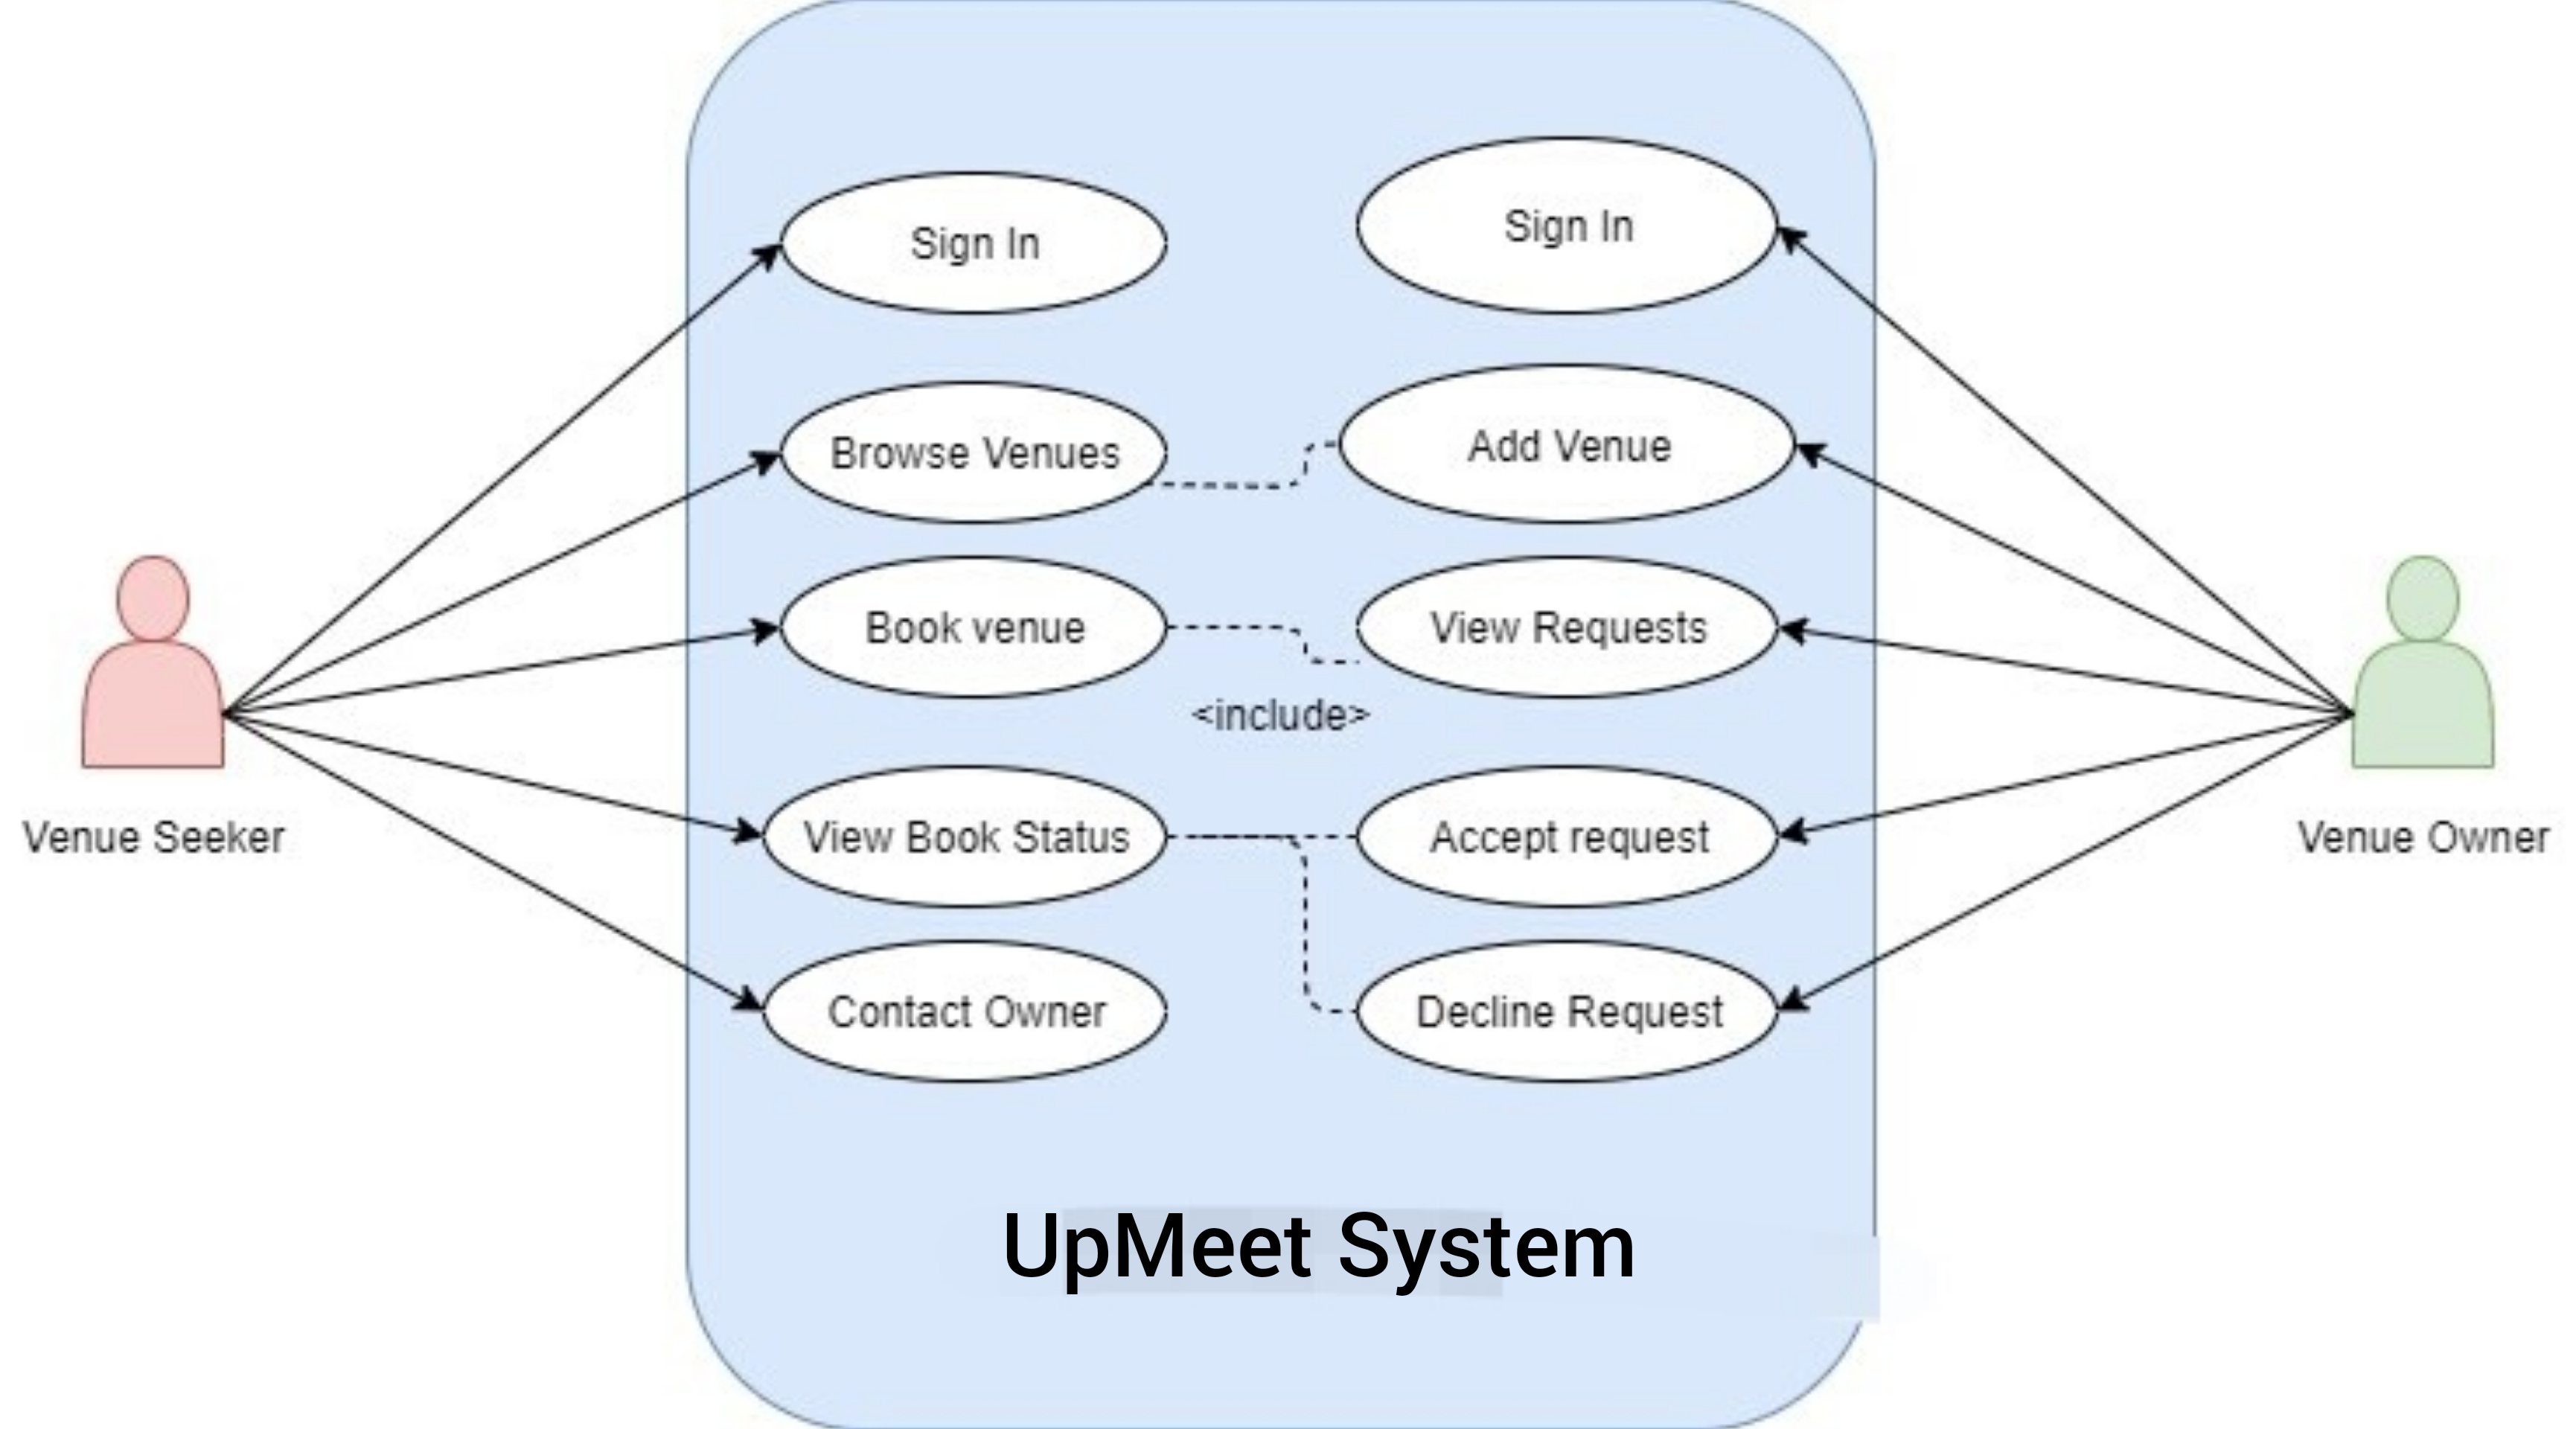 Sign In
Sign In
Browse Venues
Add Venue
Book venue
View Requests
<include>
Venue Seeker
View Book Status
Accept request
Venue Owner
Contact Owner
Decline Request
UpMeet System